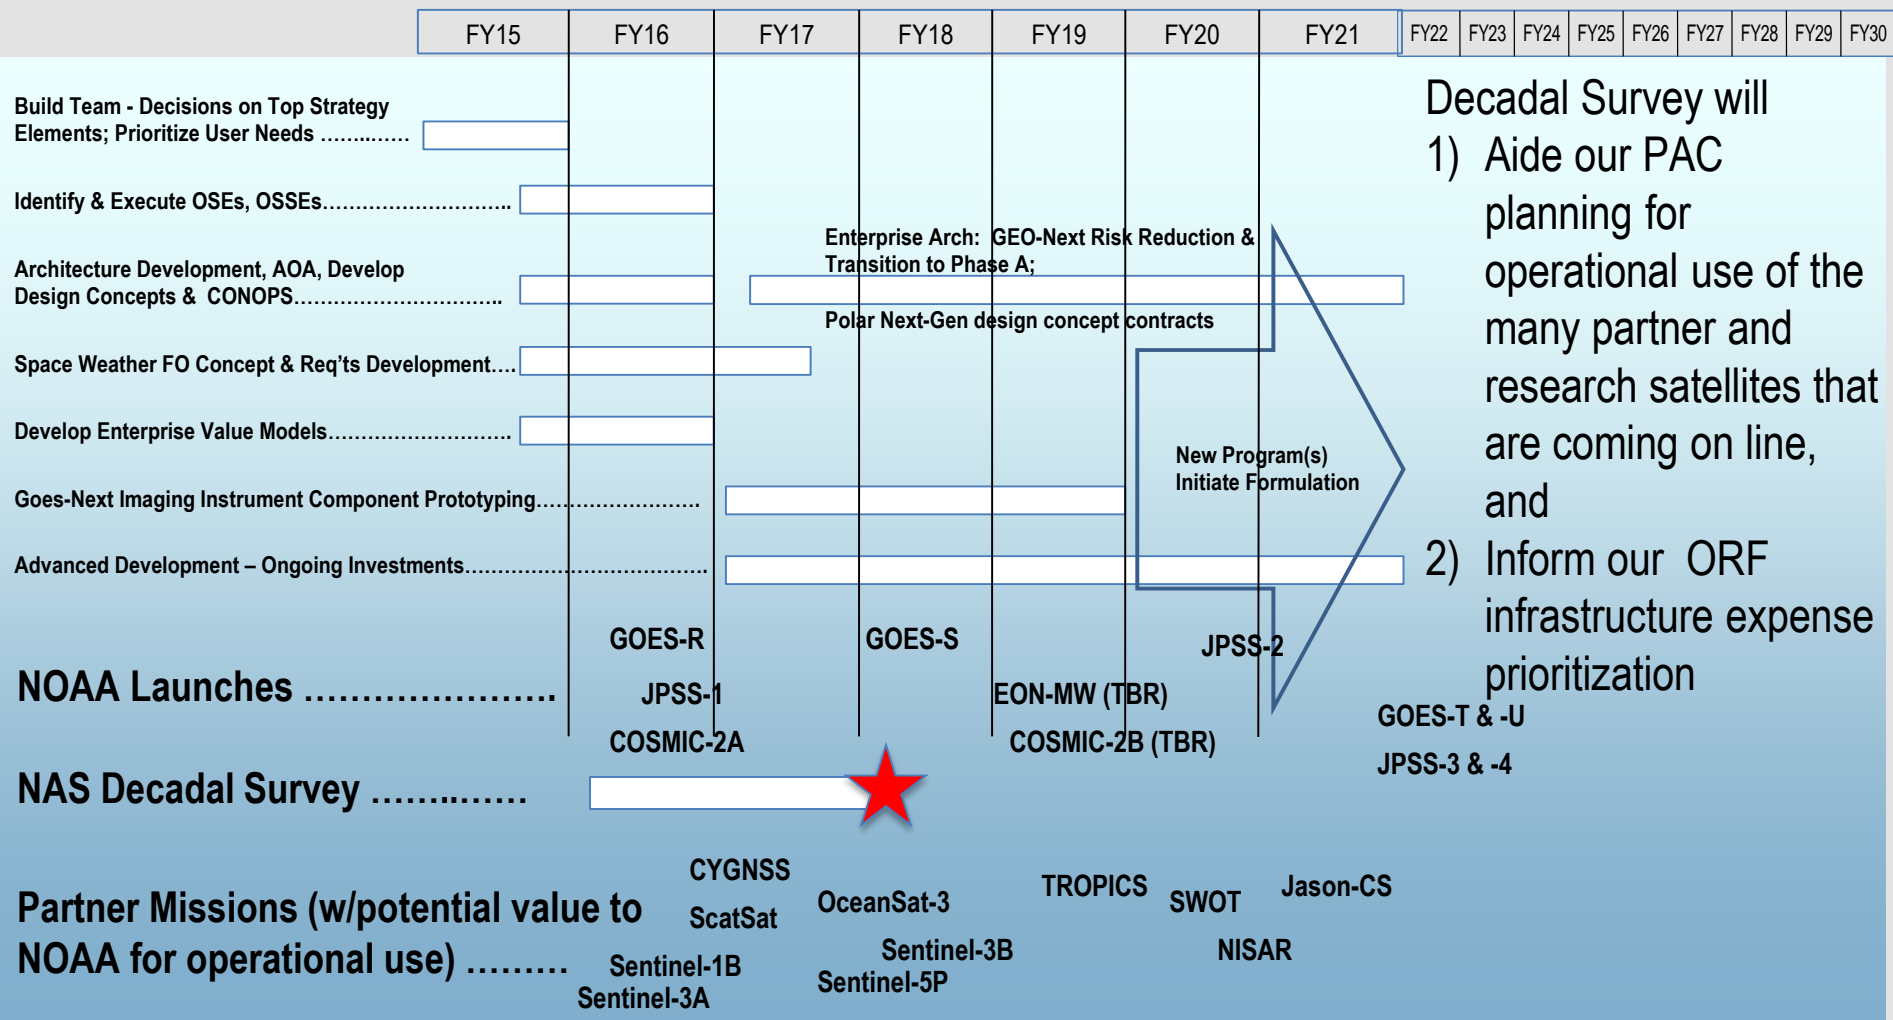 FY15 FY16 FY17 FY18 FY19 FY20 FY21 FY22 FY23 FY24 FY25 FY26 FY27 FY28 FY29 FY30
Build Team - Decisions on Top Strategy
Elements; Prioritize User Needs ……..……
Identify & Execute OSEs, OSSEs………………………..
Architecture Development, AOA, Develop
Design Concepts & CONOPS…………………………..
Enterprise Arch: GEO-Next Risk Reduction &
Transition to Phase A;
Polar Next-Gen design concept contracts
Space Weather FO Concept & Req'ts Development….
Develop Enterprise Value Models……………………….
New Program(s)
Initiate Formulation
Goes-Next Imaging Instrument Component Prototyping…………………….
Advanced Development – Ongoing Investments……………………………….
Decadal Survey will
1) Aide our PAC
planning for
operational use of the
many partner and
research satellites that
are coming on line,
and
2) Inform our ORF
infrastructure expense
prioritization
NOAA Launches ………………….
GOES-R
JPSS-1
COSMIC-2A
GOES-S
EON-MW (TBR)
COSMIC-2B (TBR)
JPSS-2
GOES-T & -U
JPSS-3 & -4
NAS Decadal Survey ……..……
Partner Missions (w/potential value to
NOAA for operational use) ………
CYGNSS
ScatSat
Sentinel-1B
Sentinel-3A
OceanSat-3
Sentinel-3B
Sentinel-5P
TROPICS
SWOT
NISAR
Jason-CS